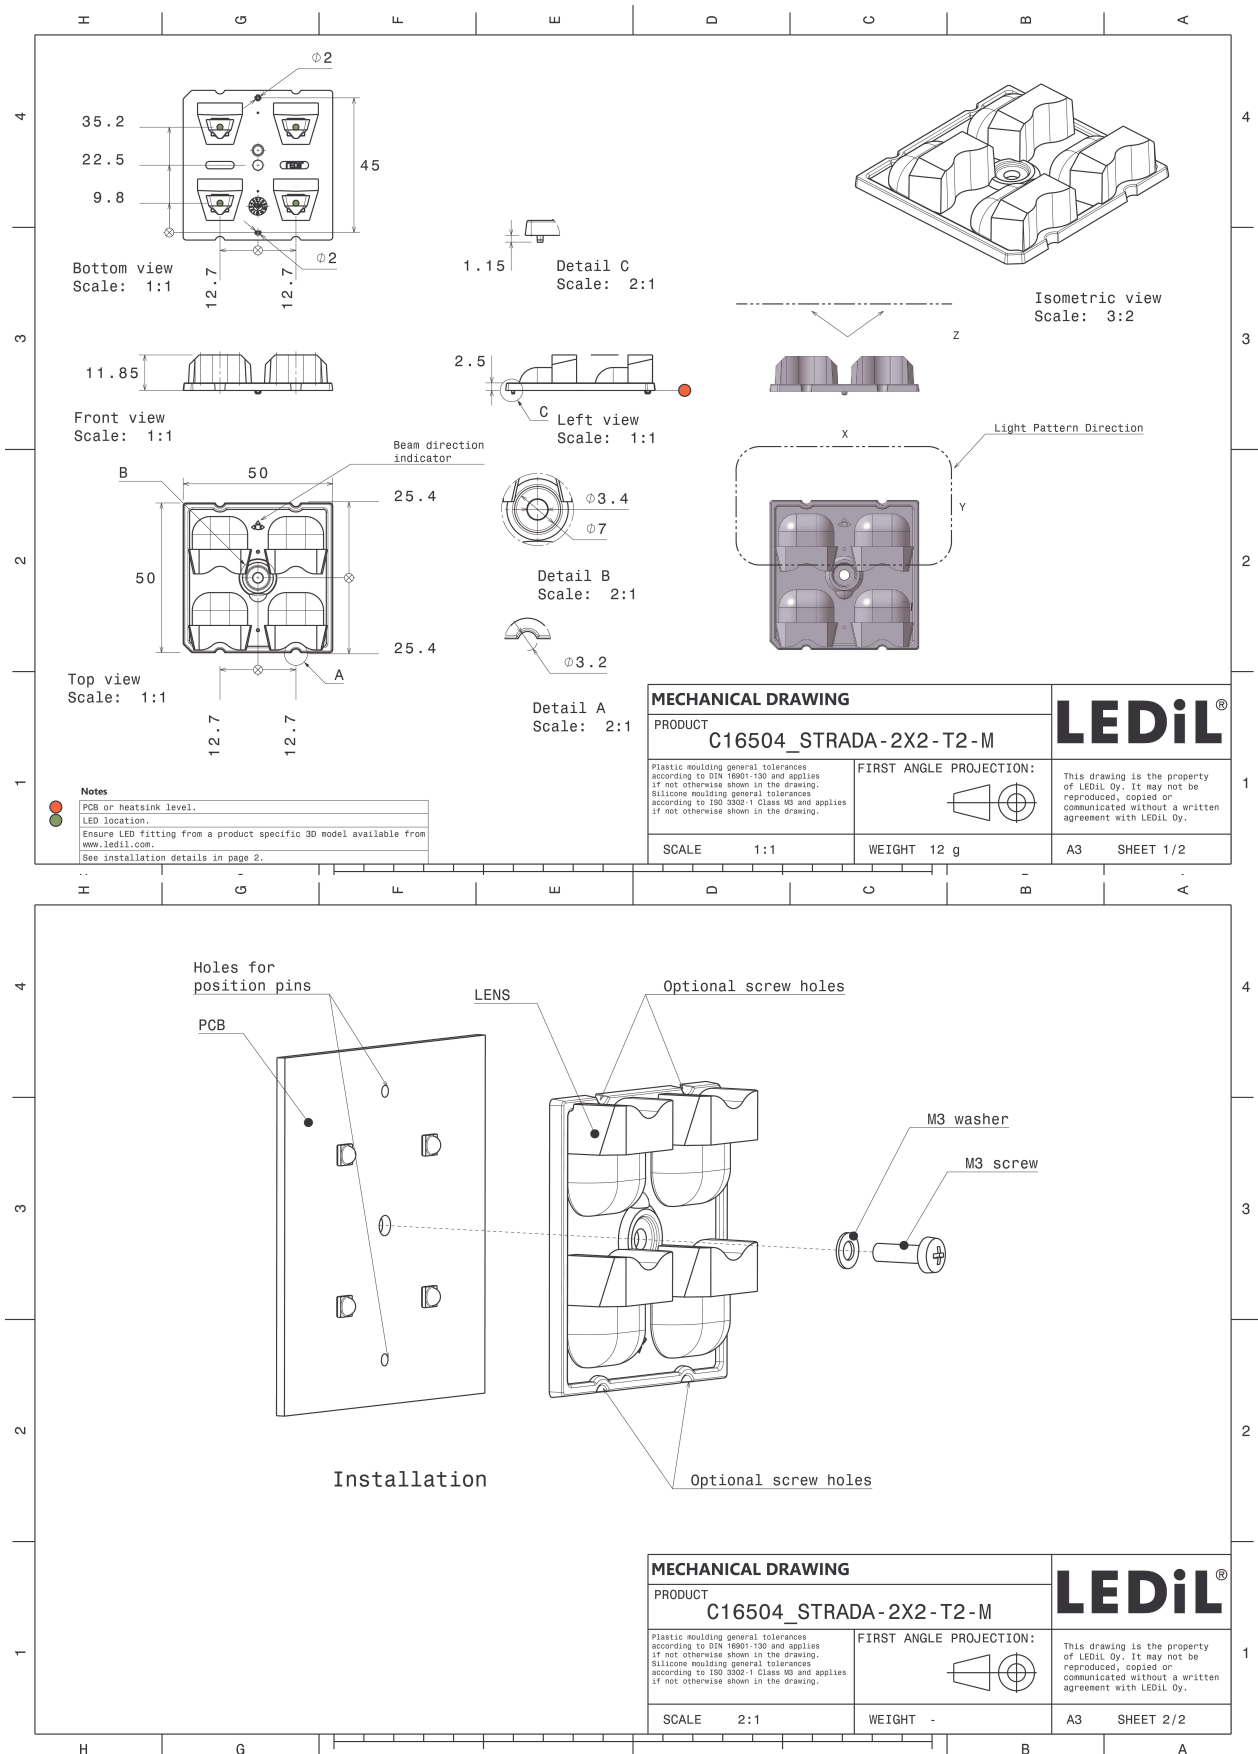 H G F E D C B A
4
4
3
3
2
2
1
1
∅2
35.2
22.5
9.8
45
∅2
12.7
12.7
Bottom view
Scale: 1:1
1.15
Detail C
Scale: 2:1
Isometric view
Scale: 3:2
11.85
Front view
Scale: 1:1
2.5
C
Left view
Scale: 1:1
Z
X
Y
Light Pattern Direction
B
50
Beam direction
indicator
25.4
50
25.4
A
12.7
12.7
Top view
Scale: 1:1
∅3.4
∅7
Detail B
Scale: 2:1
∅3.2
Detail A
Scale: 2:1
Notes
PCB or heatsink level.
LED location.
Ensure LED fitting from a product specific 3D model available from
www.ledil.com.
See installation details in page 2.
MECHANICAL DRAWING
PRODUCT
C16504_STRADA-2X2-T2-M
LEDiL®
Plastic moulding general tolerances
according to DIN 16901-130 and applies
if not otherwise shown in the drawing.
Silicone moulding general tolerances
according to ISO 3302-1 Class M3 and applies
if not otherwise shown in the drawing.
FIRST ANGLE PROJECTION:
This drawing is the property
of LEDiL Oy. It may not be
reproduced, copied or
communicated without a written
agreement with LEDiL Oy.
SCALE 1:1
WEIGHT 12 g
A3 SHEET 1/2
H G F E D C B A
4
4
3
3
2
2
1
1
Holes for
position pins
PCB
LENS
Optional screw holes
M3 washer
M3 screw
Optional screw holes
Installation
MECHANICAL DRAWING
PRODUCT
C16504_STRADA-2X2-T2-M
LEDiL®
Plastic moulding general tolerances
according to DIN 16901-130 and applies
if not otherwise shown in the drawing.
Silicone moulding general tolerances
according to ISO 3302-1 Class M3 and applies
if not otherwise shown in the drawing.
FIRST ANGLE PROJECTION:
This drawing is the property
of LEDiL Oy. It may not be
reproduced, copied or
communicated without a written
agreement with LEDiL Oy.
SCALE 2:1
WEIGHT -
A3 SHEET 2/2
H G B A